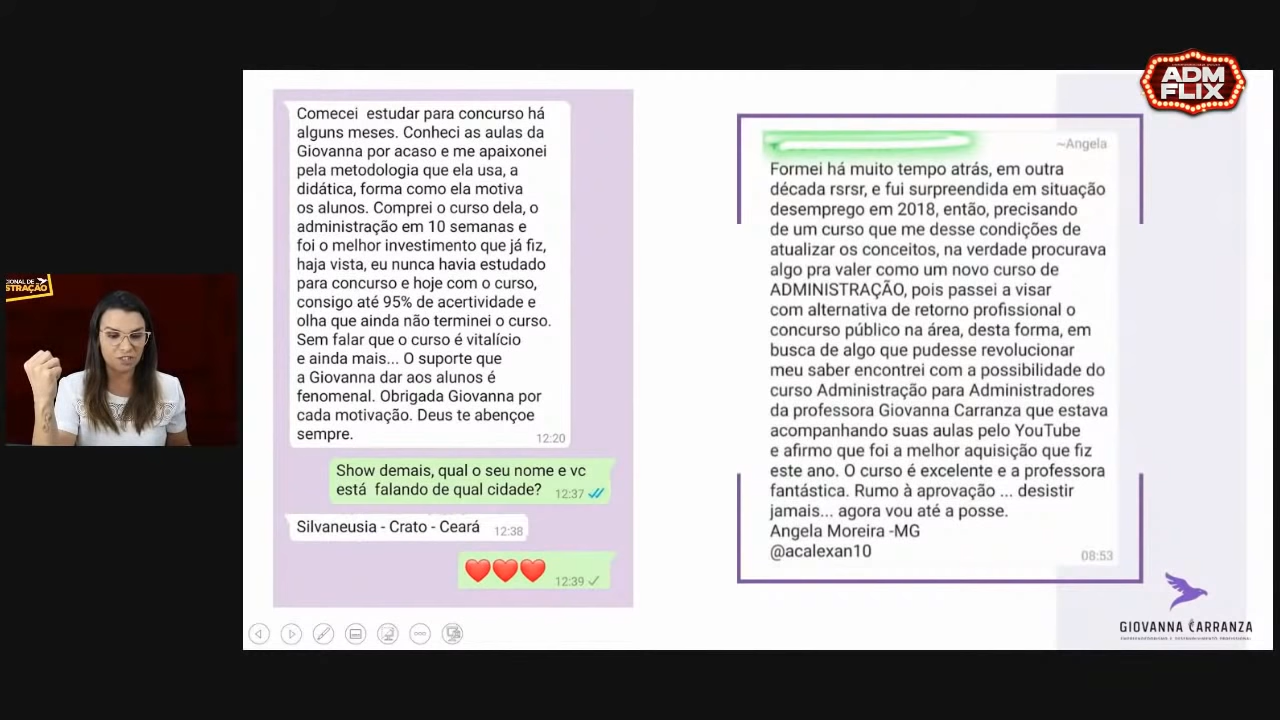 ADM
FLIX
CIONAL DE
STRAÇÃO
Comecei estudar para concurso há
alguns meses. Conheci as aulas da
Giovanna por acaso e me apaixonei
pela metodologia que ela usa, a
didática, forma como ela motiva
os alunos. Comprei o curso dela, o
administração em 10 semanas e
foi o melhor investimento que já fiz,
haja vista, eu nunca havia estudado
para concurso e hoje com o curso,
consigo até 95% de acertividade e
olha que ainda não terminei o curso.
Sem falar que o curso é vitalício
e ainda mais... O suporte que
a Giovanna dar aos alunos é
fenomenal. Obrigada Giovanna por
cada motivação. Deus te abençoe
sempre.
12:20
Show demais, qual o seu nome e vc
está falando de qual cidade?
12:37
Silvaneusia - Crato - Ceará
12:38
12:39
~Angela
Formei há muito tempo atrás, em outra
década rsrsr, e fui surpreendida em situação
desemprego em 2018, então, precisando
de um curso que me desse condições de
atualizar os conceitos, na verdade procurava
algo pra valer como um novo curso de
ADMINISTRAÇÃO, pois passei a visar
com alternativa de retorno profissional o
concurso público na área, desta forma, em
busca de algo que pudesse revolucionar
meu saber encontrei com a possibilidade do
curso Administração para Administradores
da professora Giovanna Carranza que estava
acompanhando suas aulas pelo YouTube
e afirmo que foi a melhor aquisição que fiz
este ano. O curso é excelente e a professora
fantástica. Rumo à aprovação ... desistir
jamais... agora vou até a posse.
Angela Moreira -MG
@acalexan10
08:53
GIOVANNA CARRANZA